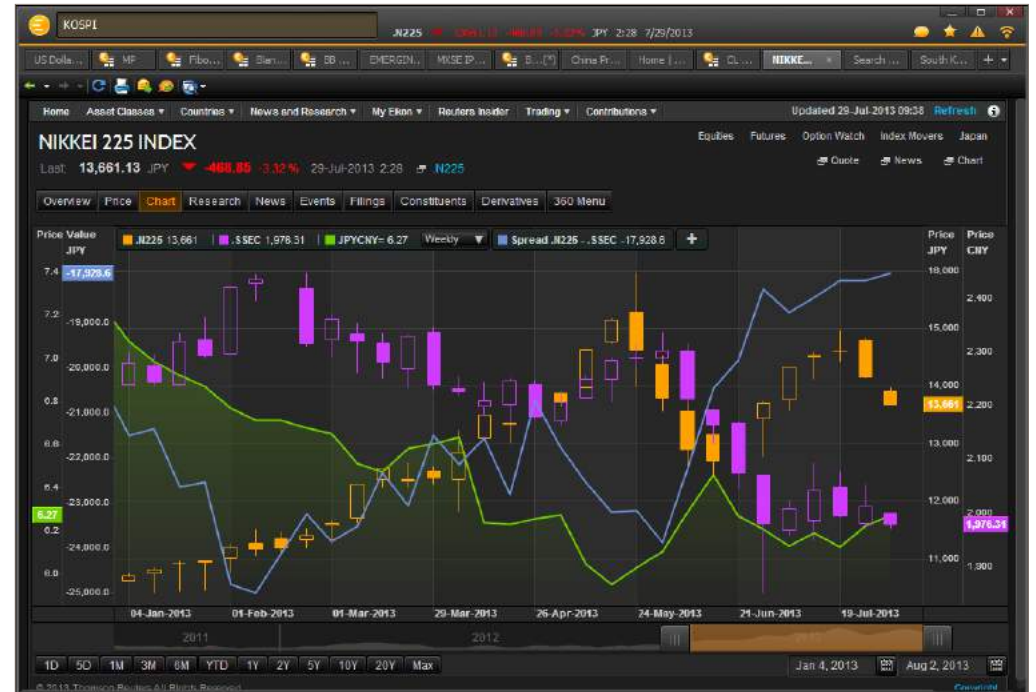 KOSPI
.N225 JPY 2:28 7/29/2013
US Dolla... MP Fibo... BB ... EMERGIN.. MXSE IP... B...(*) China Fr... Home | ... CL ... NIKKE... Search ... South K...
Home Asset Classes Countries News and Research My Eikon Reuters Insider Trading Contributions Updated 29-Jul-2013 09:38 Refresh
NIKKEI 225 INDEX
Equities Futures Option Watch Index Movers Japan
Last: 13,661.13 JPY -468.85 -3.32% 29-Jul-2013 2:28 .N225
Quote News Chart
Overview Price Chart Research News Events Filings Constituents Derivatives 360 Menu
Price Value
JPY
.N225 13,661 .SSEC 1,976.31 JPYCNY= 6.27 Weekly Spread .N225 - .SSEC -17,928.6 +
Price Price
JPY CNY
7.4 -17,928.6 16,000
2,400
7.2 -19,000.0 15,000
7.0 2,300
-20,000.0
14,000
6.8 13,661 2,200
-21,000.0
6.6 13,000
-22,000.0 2,100
6.4
-23,000.0 12,000
6.27 2,000
6.2 1,976.31
-24,000.0 11,000
6.0 1,900
-25,000.0
04-Jan-2013 01-Feb-2013 01-Mar-2013 29-Mar-2013 26-Apr-2013 24-May-2013 21-Jun-2013 19-Jul-2013
2011 2012 2013
1D 5D 1M 3M 6M YTD 1Y 2Y 5Y 10Y 20Y Max Jan 4, 2013 Aug 2, 2013
© 2013 Thomson Reuters All Rights Reserved Copyright